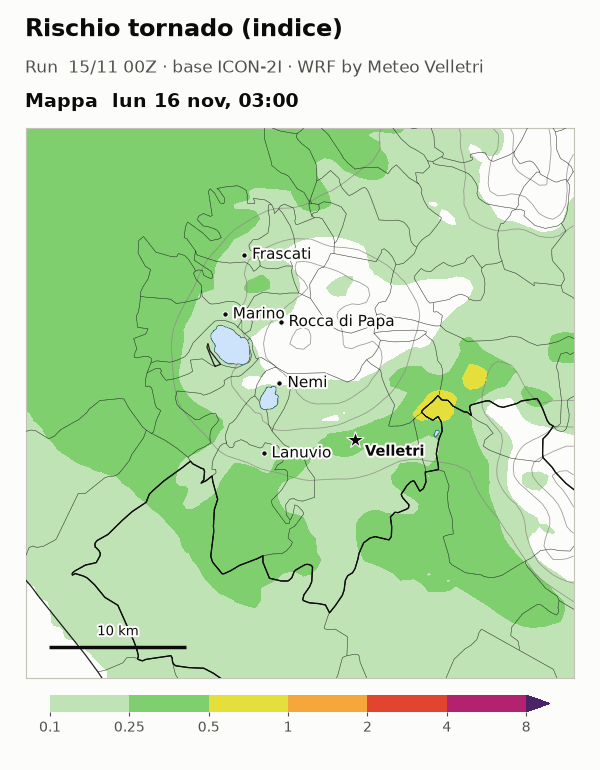 Rischio tornado (indice)
Run  15/11 00Z · base ICON-2I · WRF by Meteo Velletri
Mappa  lun 16 nov, 03:00
Frascati
Marino
Rocca di Papa
Nemi
Velletri
Lanuvio
10 km
0.1 0.25 0.5 1 2 4 8